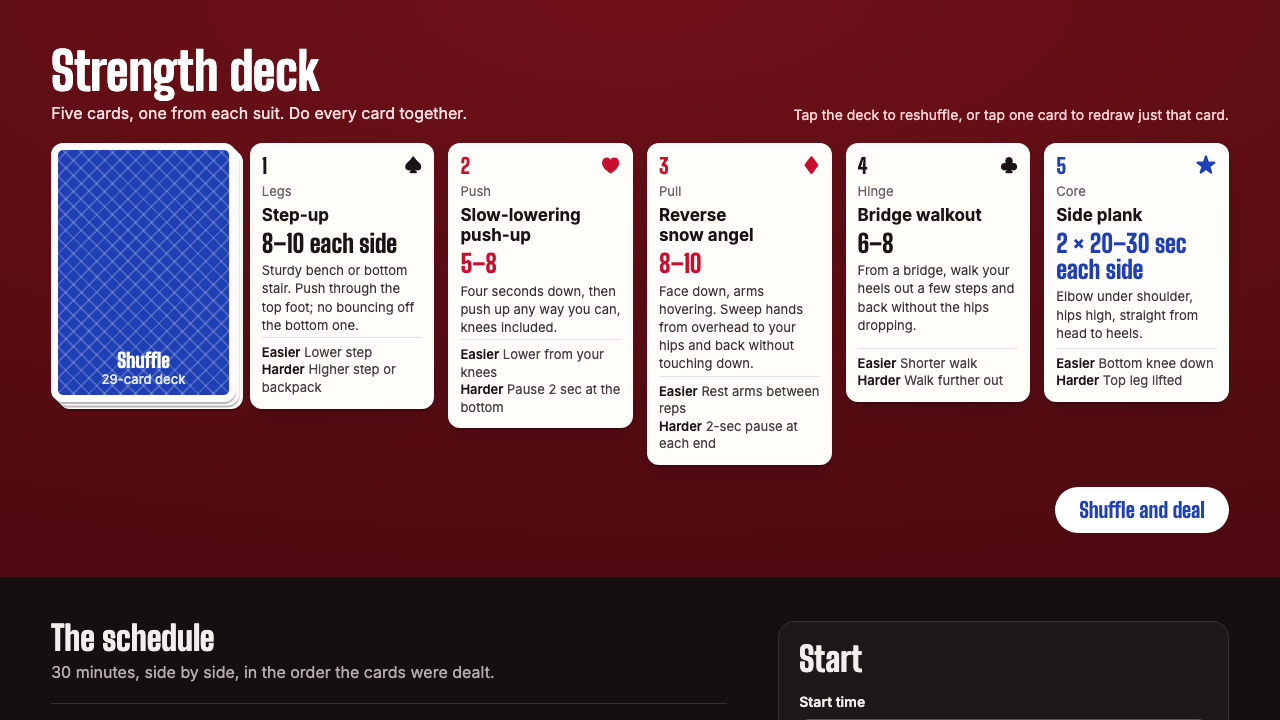 Strength deck
Five cards, one from each suit. Do every card together.
Tap the deck to reshuffle, or tap one card to redraw just that card.
Shuffle
29-card deck
1
Legs
Step-up
8–10 each side
Sturdy bench or bottom
stair. Push through the
top foot; no bouncing off
the bottom one.
Easier Lower step
Harder Higher step or
backpack
2
Push
Slow-lowering
push-up
5–8
Four seconds down, then
push up any way you can,
knees included.
Easier Lower from your
knees
Harder Pause 2 sec at the
bottom
3
Pull
Reverse
snow angel
8–10
Face down, arms
hovering. Sweep hands
from overhead to your
hips and back without
touching down.
Easier Rest arms between
reps
Harder 2-sec pause at
each end
4
Hinge
Bridge walkout
6–8
From a bridge, walk your
heels out a few steps and
back without the hips
dropping.
Easier Shorter walk
Harder Walk further out
5
Core
Side plank
2 × 20–30 sec
each side
Elbow under shoulder,
hips high, straight from
head to heels.
Easier Bottom knee down
Harder Top leg lifted
Shuffle and deal
The schedule
30 minutes, side by side, in the order the cards were dealt.
Start
Start time